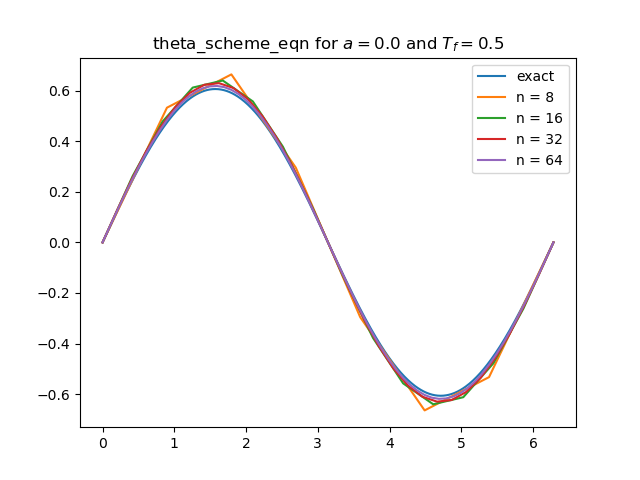 theta_scheme_eqn for a = 0.0 and T_f = 0.5
exact
n = 8
n = 16
n = 32
n = 64
0.6
0.4
0.2
0.0
−0.2
−0.4
−0.6
0 1 2 3 4 5 6